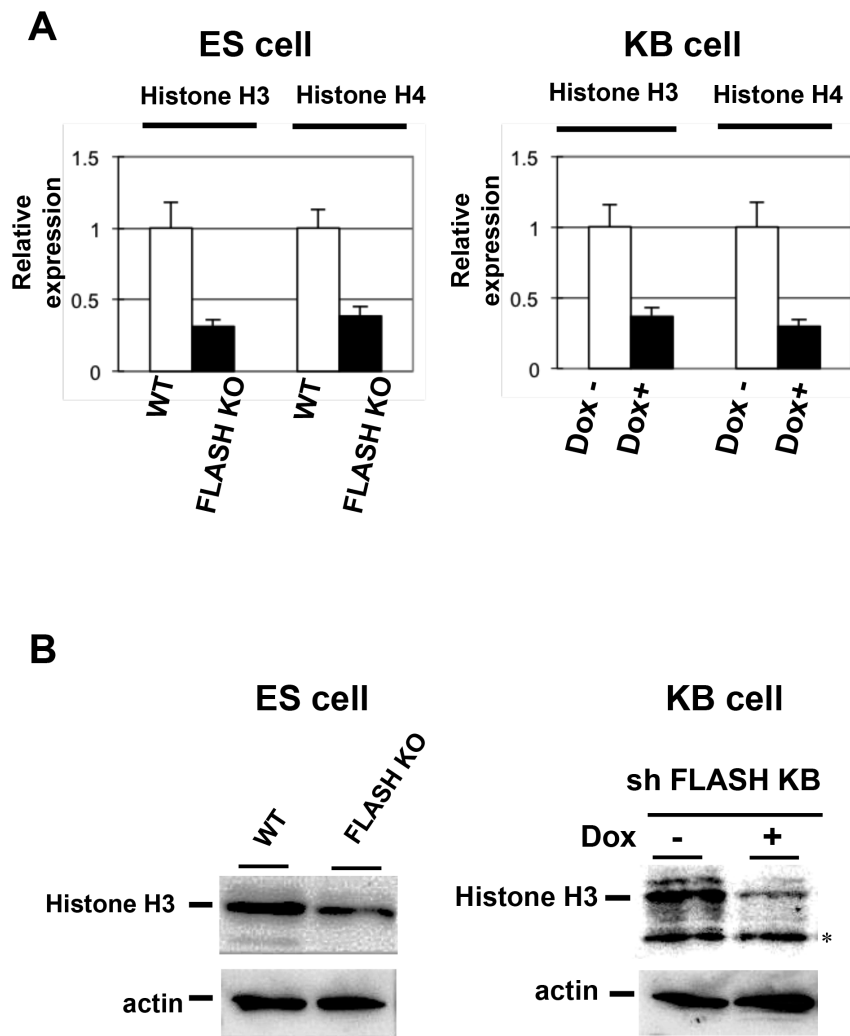 A
ES cell
KB cell
Histone H3
Histone H4
Histone H3
Histone H4
Relative
expression
1.5
1
0.5
0
WT
FLASH KO
WT
FLASH KO
Relative
expression
1.5
1
0.5
0
Dox -
Dox+
Dox -
Dox+
B
ES cell
KB cell
WT
FLASH KO
sh FLASH KB
Dox - +
Histone H3
actin
Histone H3
*
actin